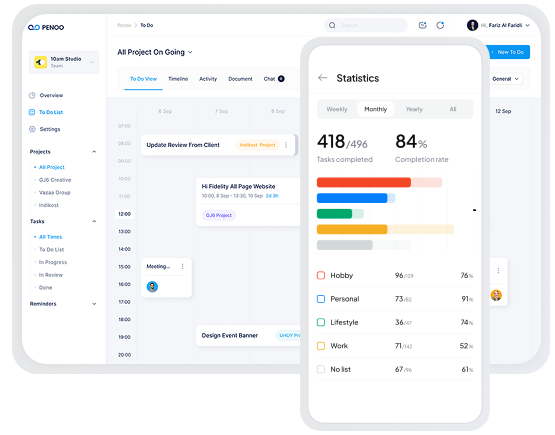 PENOO
Penoo > To Do
Search
Hi, Fariz Al Faridli
10am Studio
Team
All Project On Going
New To Do
To Do View
Timeline
Activity
Document
Chat
General
Overview
To Do List
Settings
Projects
All Project
GJ6 Creative
Vazaa Group
Indikost
Tasks
All Times
To Do List
In Progress
In Review
Done
Reminders
6 Sep
7 Sep
8 Sep
12 Sep
07:00
08:00
09:00
10:00
11:00
12:00
13:00
14:00
15:00
16:00
17:00
18:00
19:00
20:00
Update Review From Client
Indikost Project
Hi Fidelity All Page Website
10:00, 8 Sep - 13:30, 10 Sep 2d 3h
GJ6 Project
Meeting...
Design Event Banner
UHUY Pr
Statistics
Weekly
Monthly
Yearly
All
418/496
Tasks completed
84%
Completion rate
Hobby 96/129 76%
Personal 73/82 91%
Lifestyle 36/47 74%
Work 71/142 52%
No list 67/96 61%